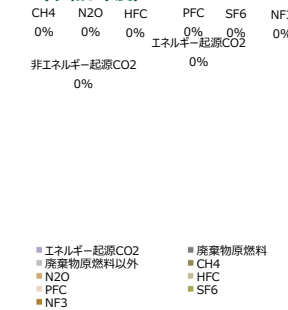 CH4 N2O HFC PFC SF6
0% 0% 0% 0% 0% 0%
エネルギー起源CO2
0%
非エネルギー起源CO2
0%
エネルギー起源CO2 廃棄物原燃料
廃棄物原燃料以外 CH4
N2O HFC
PFC SF6
NF3